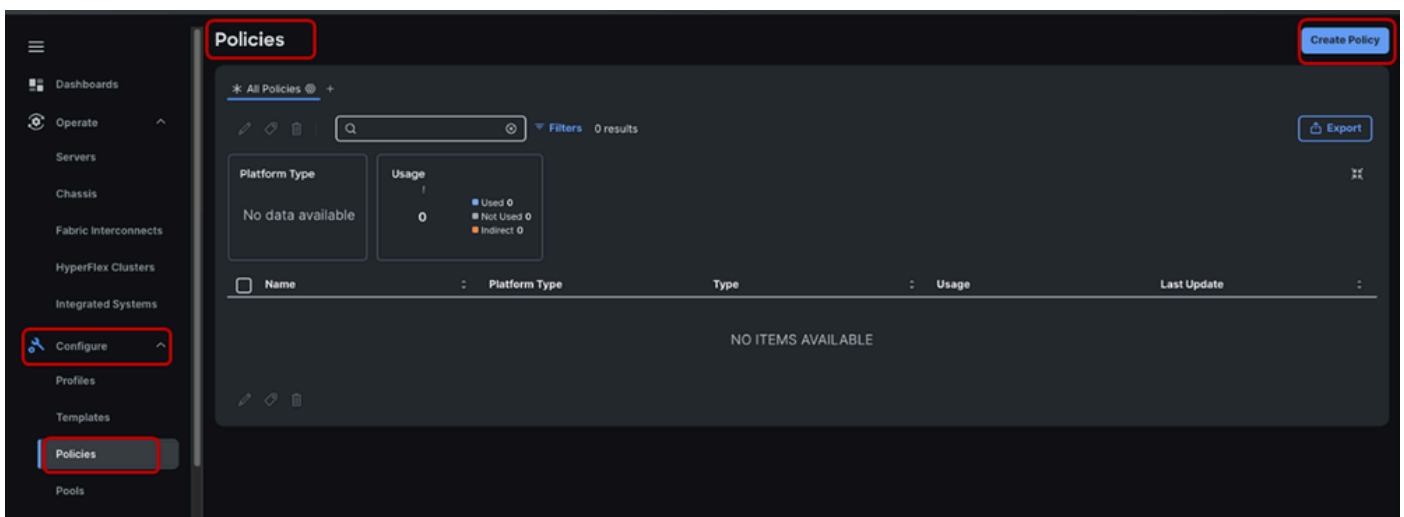 Policies
Create Policy
Dashboards
All Policies
Operate
Filters 0 results
Export
Servers
Platform Type
Usage
Chassis
No data available
0
Used 0
Not Used 0
Indirect 0
Fabric Interconnects
HyperFlex Clusters
Name Platform Type Type Usage Last Update
Integrated Systems
Configure
NO ITEMS AVAILABLE
Profiles
Templates
Policies
Pools